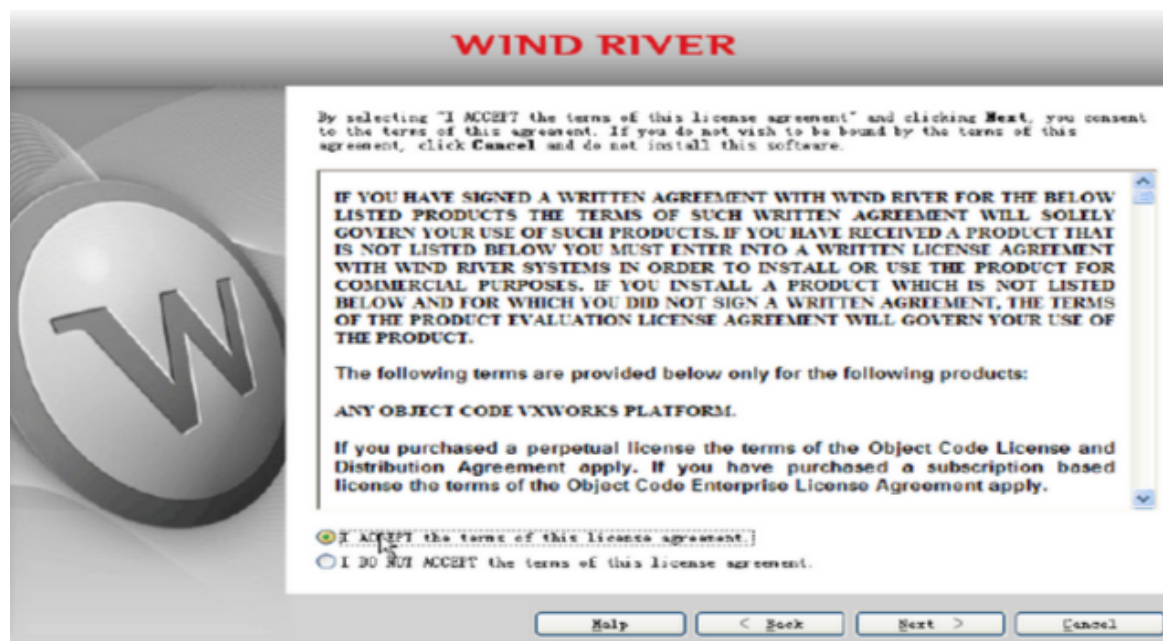 WIND RIVER
By selecting "I ACCEPT the terms of this license agreement" and clicking Next, you consent
to the terms of this agreement. If you do not wish to be bound by the terms of this
agreement, click Cancel and do not install this software.
IF YOU HAVE SIGNED A WRITTEN AGREEMENT WITH WIND RIVER FOR THE BELOW
LISTED PRODUCTS THE TERMS OF SUCH WRITTEN AGREEMENT WILL SOLELY
GOVERN YOUR USE OF SUCH PRODUCTS. IF YOU HAVE RECEIVED A PRODUCT THAT
IS NOT LISTED BELOW YOU MUST ENTER INTO A WRITTEN LICENSE AGREEMENT
WITH WIND RIVER SYSTEMS IN ORDER TO INSTALL OR USE THE PRODUCT FOR
COMMERCIAL PURPOSES. IF YOU INSTALL A PRODUCT WHICH IS NOT LISTED
BELOW AND FOR WHICH YOU DID NOT SIGN A WRITTEN AGREEMENT, THE TERMS
OF THE PRODUCT EVALUATION LICENSE AGREEMENT WILL GOVERN YOUR USE OF
THE PRODUCT.
The following terms are provided below only for the following products:
ANY OBJECT CODE VXWORKS PLATFORM.
If you purchased a perpetual license the terms of the Object Code License and
Distribution Agreement apply. If you have purchased a subscription based
license the terms of the Object Code Enterprise License Agreement apply.
W
I ACCEPT the terms of this license agreement.
I DO NOT ACCEPT the terms of this license agreement.
Help < Back Next > Cancel